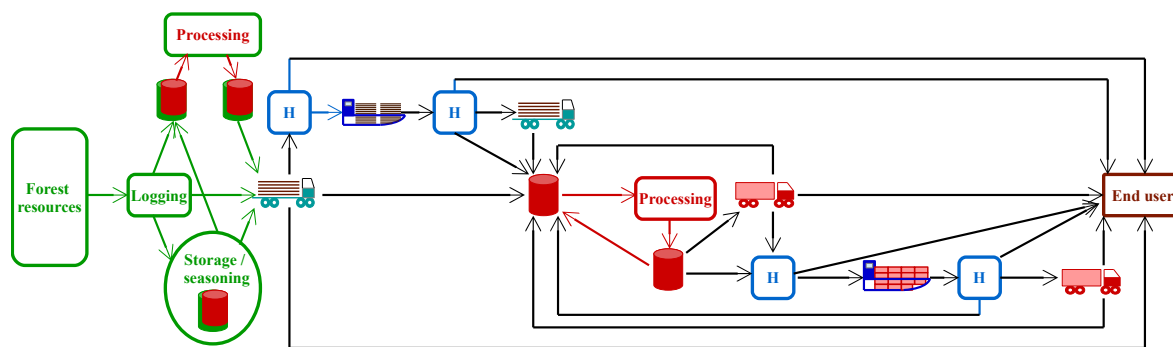 Processing
H
H
Forest
resources
Logging
Processing
End user
Storage /
seasoning
H
H